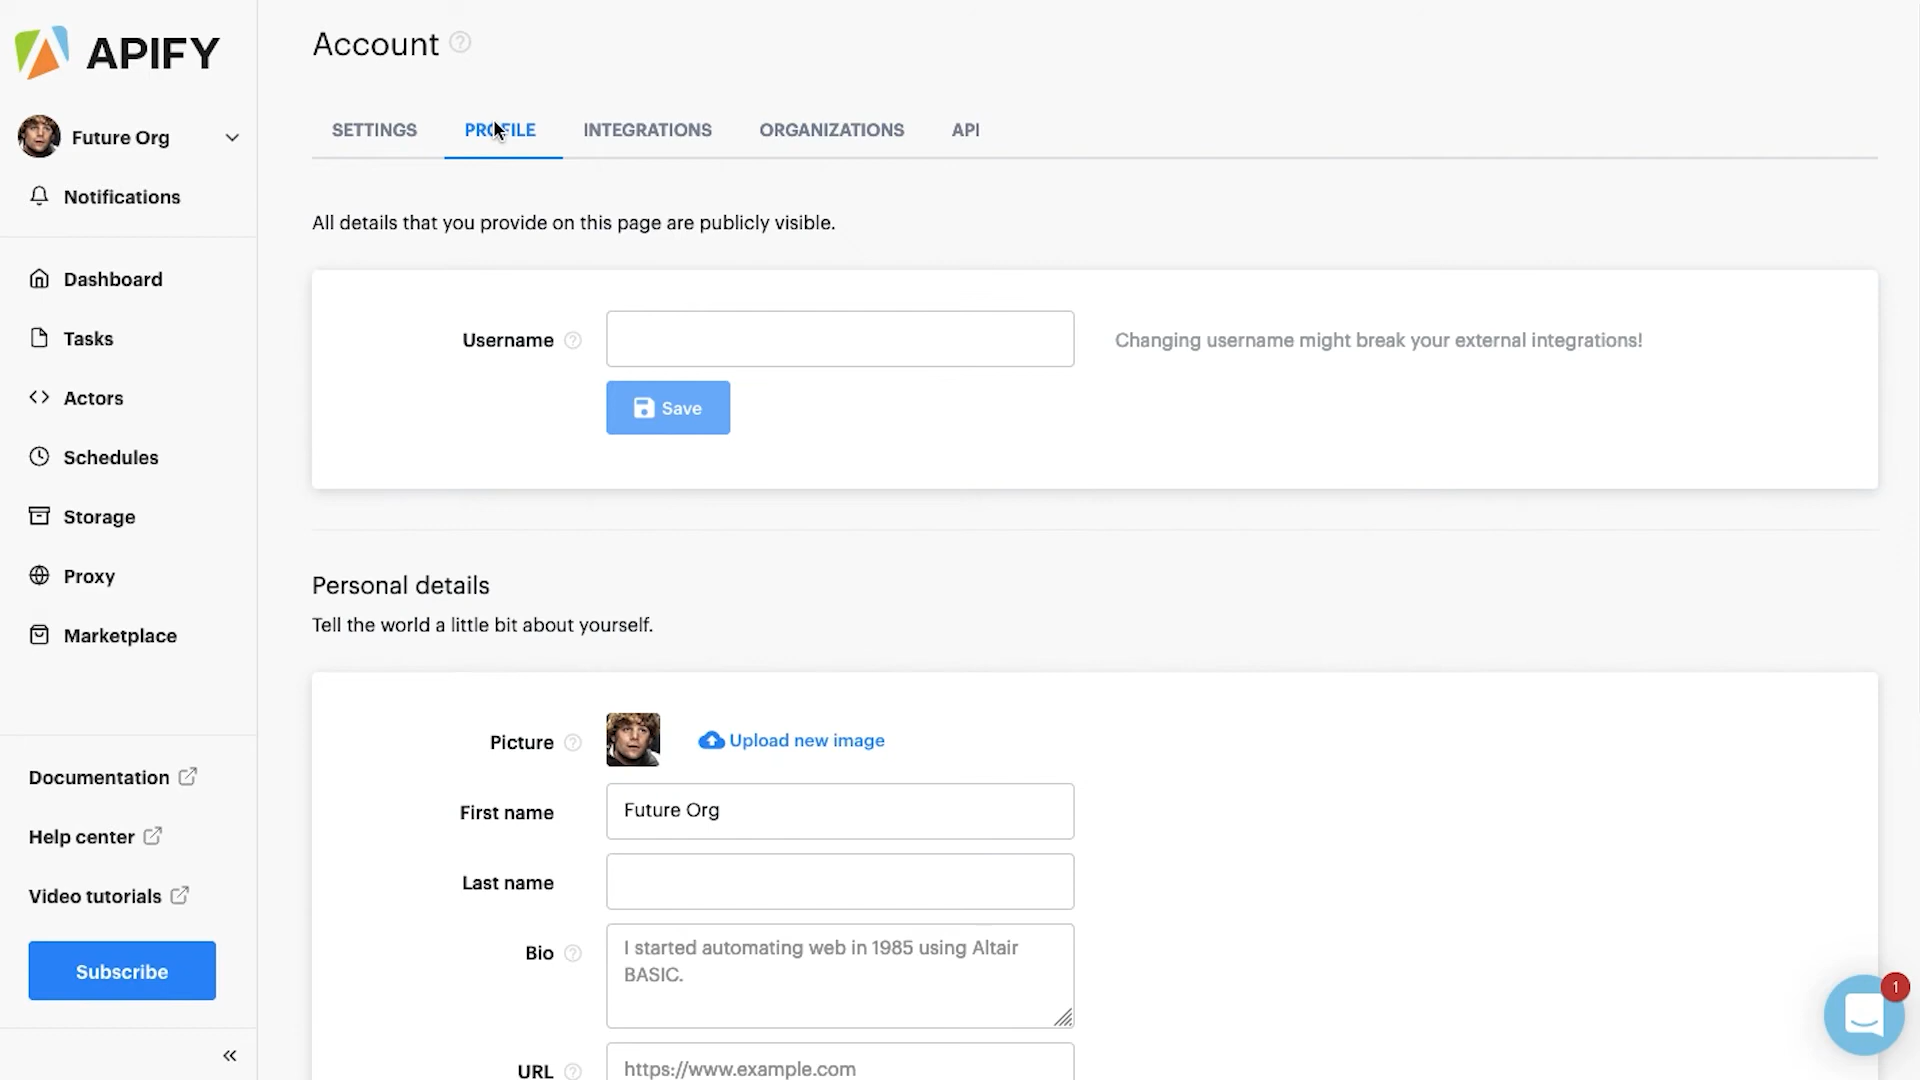 APIFY
Future Org
Notifications
Dashboard
Tasks
Actors
Schedules
Storage
Proxy
Marketplace
Documentation
Help center
Video tutorials
Subscribe
«
Account ?
SETTINGS PROFILE INTEGRATIONS ORGANIZATIONS API
All details that you provide on this page are publicly visible.
Username ? Changing username might break your external integrations!
Save
Personal details
Tell the world a little bit about yourself.
Picture ? Upload new image
First name Future Org
Last name
Bio ? I started automating web in 1985 using Altair
BASIC.
URL ? https://www.example.com
1